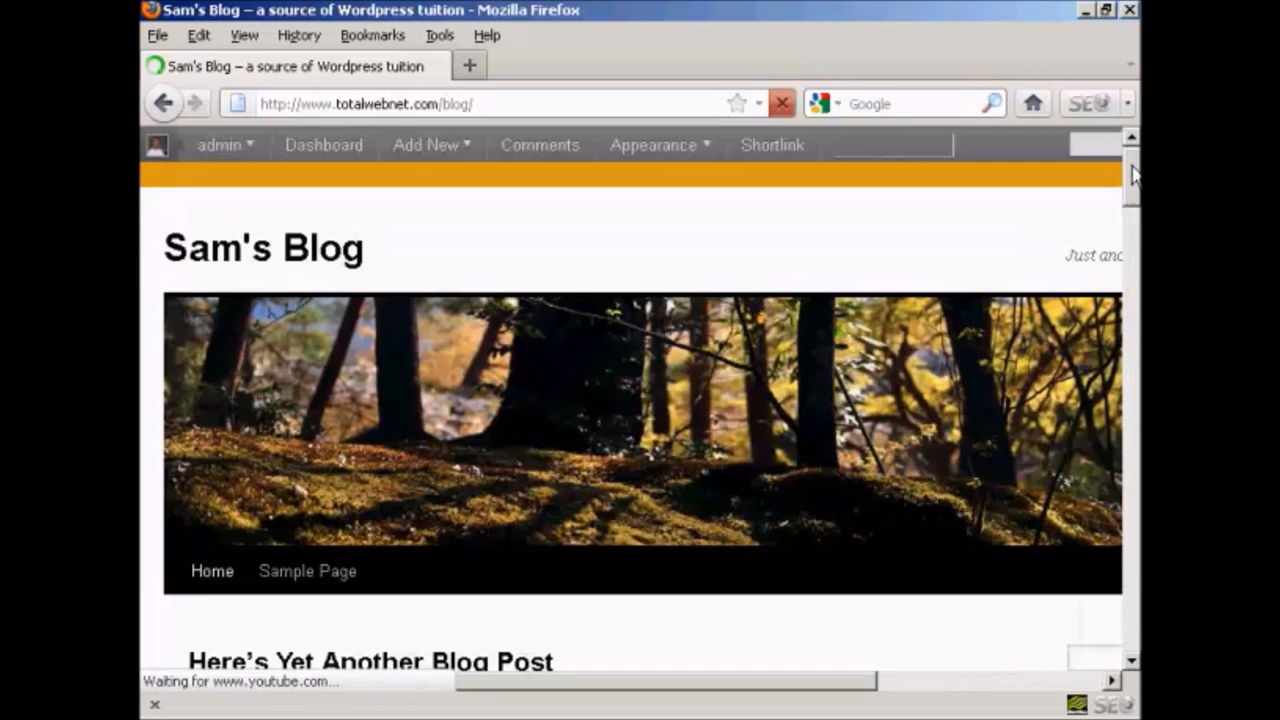 Sam's Blog – a source of Wordpress tuition - Mozilla Firefox
File Edit View History Bookmarks Tools Help
Sam's Blog – a source of Wordpress tuition
http://www.totalwebnet.com/blog/ Google SEO
admin Dashboard Add New Comments Appearance Shortlink
Sam's Blog
Just
Home Sample Page
Here's Yet Another Blog Post
Waiting for www.youtube.com...
SEO